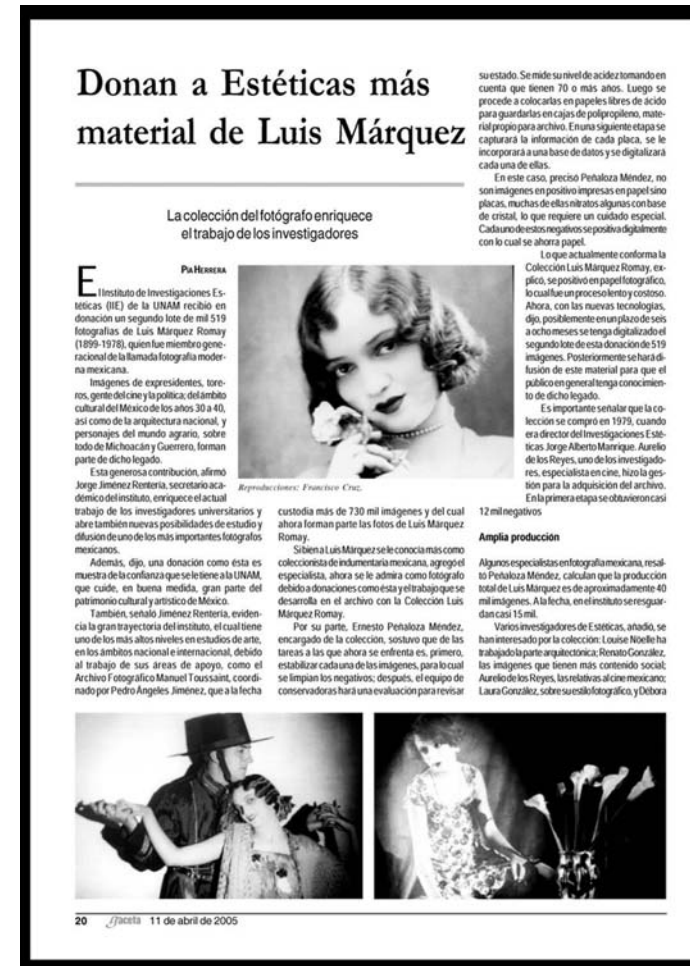 Donan a Estéticas más
material de Luis Márquez
La colección del fotógrafo enriquece
el trabajo de los investigadores
PIA HERRERA
El Instituto de Investigaciones Es-
téticas (IIE) de la UNAM recibió en
donación un segundo lote de mil 519
fotografías de Luis Márquez Romay
(1899-1978), quien fue miembro gene-
racional de la llamada fotografía moder-
na mexicana.
Imágenes de expresidentes, tore-
ros, gente del cine y la política; del ámbito
cultural del México de los años 30 a 40,
así como de la arquitectura nacional, y
personajes del mundo agrario, sobre
todo de Michoacán y Guerrero, forman
parte de dicho legado.
Esta generosa contribución, afirmó
Jorge Jiménez Rentería, secretario aca-
démico del instituto, enriquece el actual
trabajo de los investigadores universitarios y
abre también nuevas posibilidades de estudio y
difusión de uno de los más importantes fotógrafos
mexicanos.
Además, dijo, una donación como ésta es
muestra de la confianza que se le tiene a la UNAM,
que cuide, en buena medida, gran parte del
patrimonio cultural y artístico de México.
También, señaló Jiménez Rentería, eviden-
cia la gran trayectoria del instituto, el cual tiene
uno de los más altos niveles en estudios de arte,
en los ámbitos nacional e internacional, debido
al trabajo de sus áreas de apoyo, como el
Archivo Fotográfico Manuel Toussaint, coordi-
nado por Pedro Ángeles Jiménez, que a la fecha
Reproducciones: Francisco Cruz.
custodia más de 730 mil imágenes y del cual
ahora forman parte las fotos de Luis Márquez
Romay.
Si bien a Luis Márquez se le conocía más como
coleccionista de indumentaria mexicana, agregó el
especialista, ahora se le admira como fotógrafo
debido a donaciones como ésta y el trabajo que se
desarrolla en el archivo con la Colección Luis
Márquez Romay.
Por su parte, Ernesto Peñaloza Méndez,
encargado de la colección, sostuvo que de las
tareas a las que ahora se enfrenta es, primero,
estabilizar cada una de las imágenes, para lo cual
se limpian los negativos; después, el equipo de
conservadoras hará una evaluación para revisar
su estado. Se mide su nivel de acidez tomando en
cuenta que tienen 70 o más años. Luego se
procede a colocarlas en papeles libres de ácido
para guardarlas en cajas de polipropileno, mate-
rial propio para archivo. En una siguiente etapa se
capturará la información de cada placa, se le
incorporará a una base de datos y se digitalizará
cada una de ellas.
En este caso, precisó Peñaloza Méndez, no
son imágenes en positivo impresas en papel sino
placas, muchas de ellas nitratos algunas con base
de cristal, lo que requiere un cuidado especial.
Cada uno de estos negativos se positiva digitalmente
con lo cual se ahorra papel.
Lo que actualmente conforma la
Colección Luis Márquez Romay, ex-
plicó, se positivó en papel fotográfico,
lo cual fue un proceso lento y costoso.
Ahora, con las nuevas tecnologías,
dijo, posiblemente en un plazo de seis
a ocho meses se tenga digitalizado el
segundo lote de esta donación de 519
imágenes. Posteriormente se hará di-
fusión de este material para que el
público en general tenga conocimien-
to de dicho legado.
Es importante señalar que la co-
lección se compró en 1979, cuando
era director del Investigaciones Esté-
ticas Jorge Alberto Manrique. Aurelio
de los Reyes, uno de los investigado-
res, especialista en cine, hizo la ges-
tión para la adquisición del archivo.
En la primera etapa se obtuvieron casi
12 mil negativos
Amplia producción
Algunos especialistas en fotografía mexicana, resal-
tó Peñaloza Méndez, calculan que la producción
total de Luis Márquez es de aproximadamente 40
mil imágenes. A la fecha, en el instituto se resguar-
dan casi 15 mil.
Varios investigadores de Estéticas, añadió, se
han interesado por la colección: Louise Nöelle ha
trabajado la parte arquitectónica; Renato González,
las imágenes que tienen más contenido social;
Aurelio de los Reyes, las relativas al cine mexicano;
Laura González, sobre su estilo fotográfico, y Débora
20 Gaceta 11 de abril de 2005